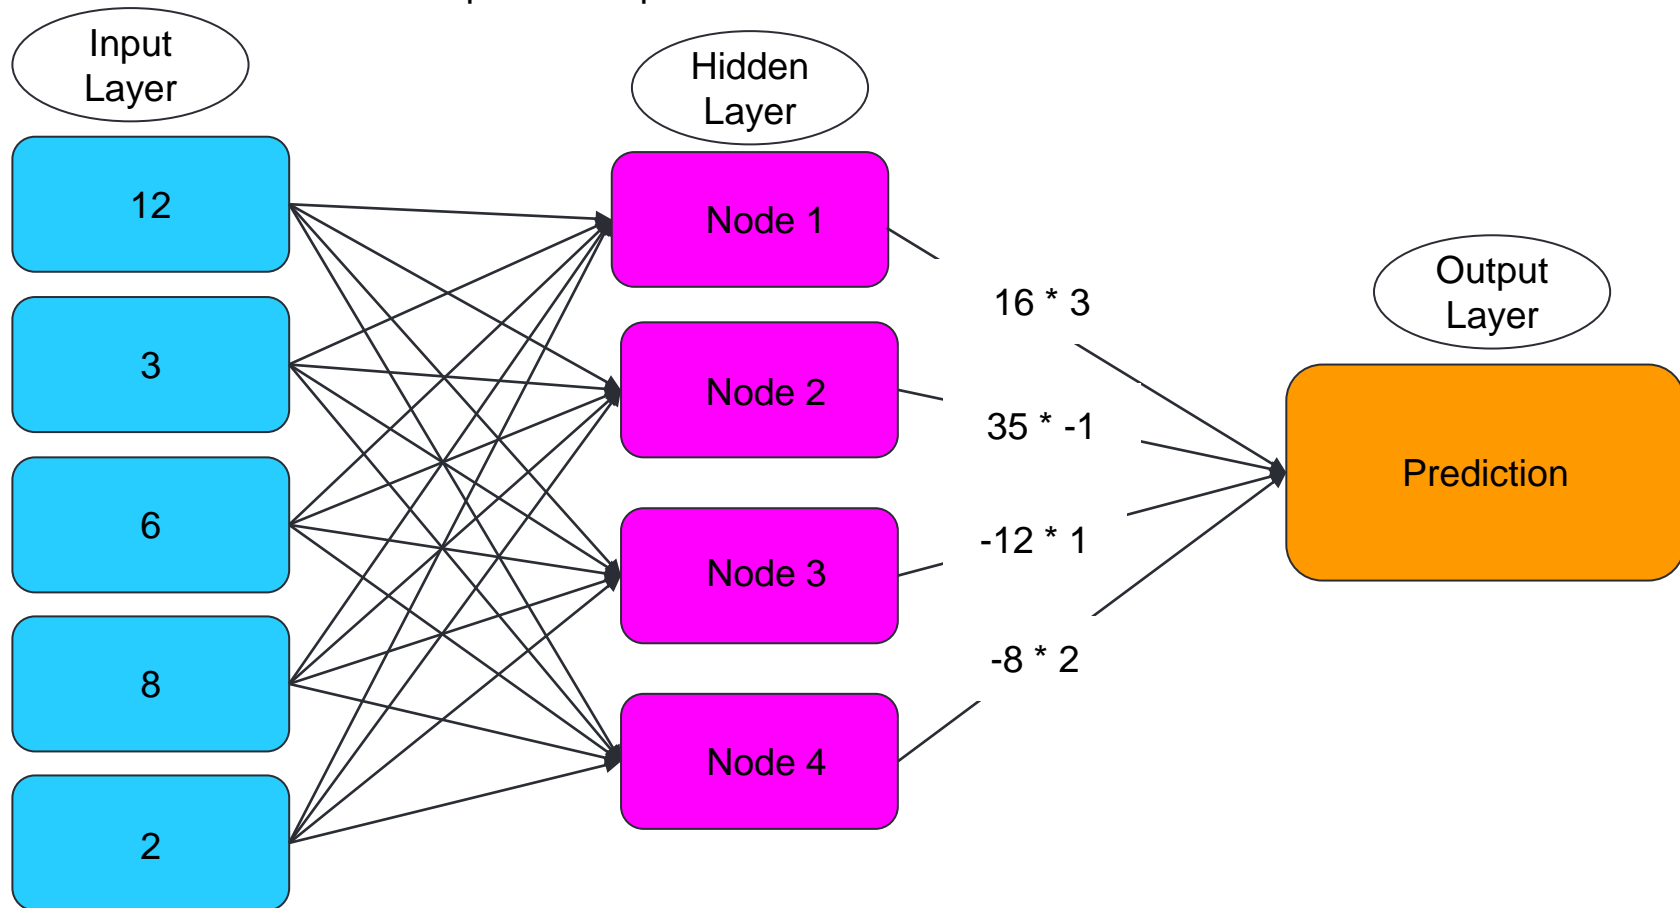 Input
Layer
Hidden
Layer
12
Node 1
3
Node 2
6
Node 3
8
Node 4
2
16 * 3
35 * -1
-12 * 1
-8 * 2
Output
Layer
Prediction